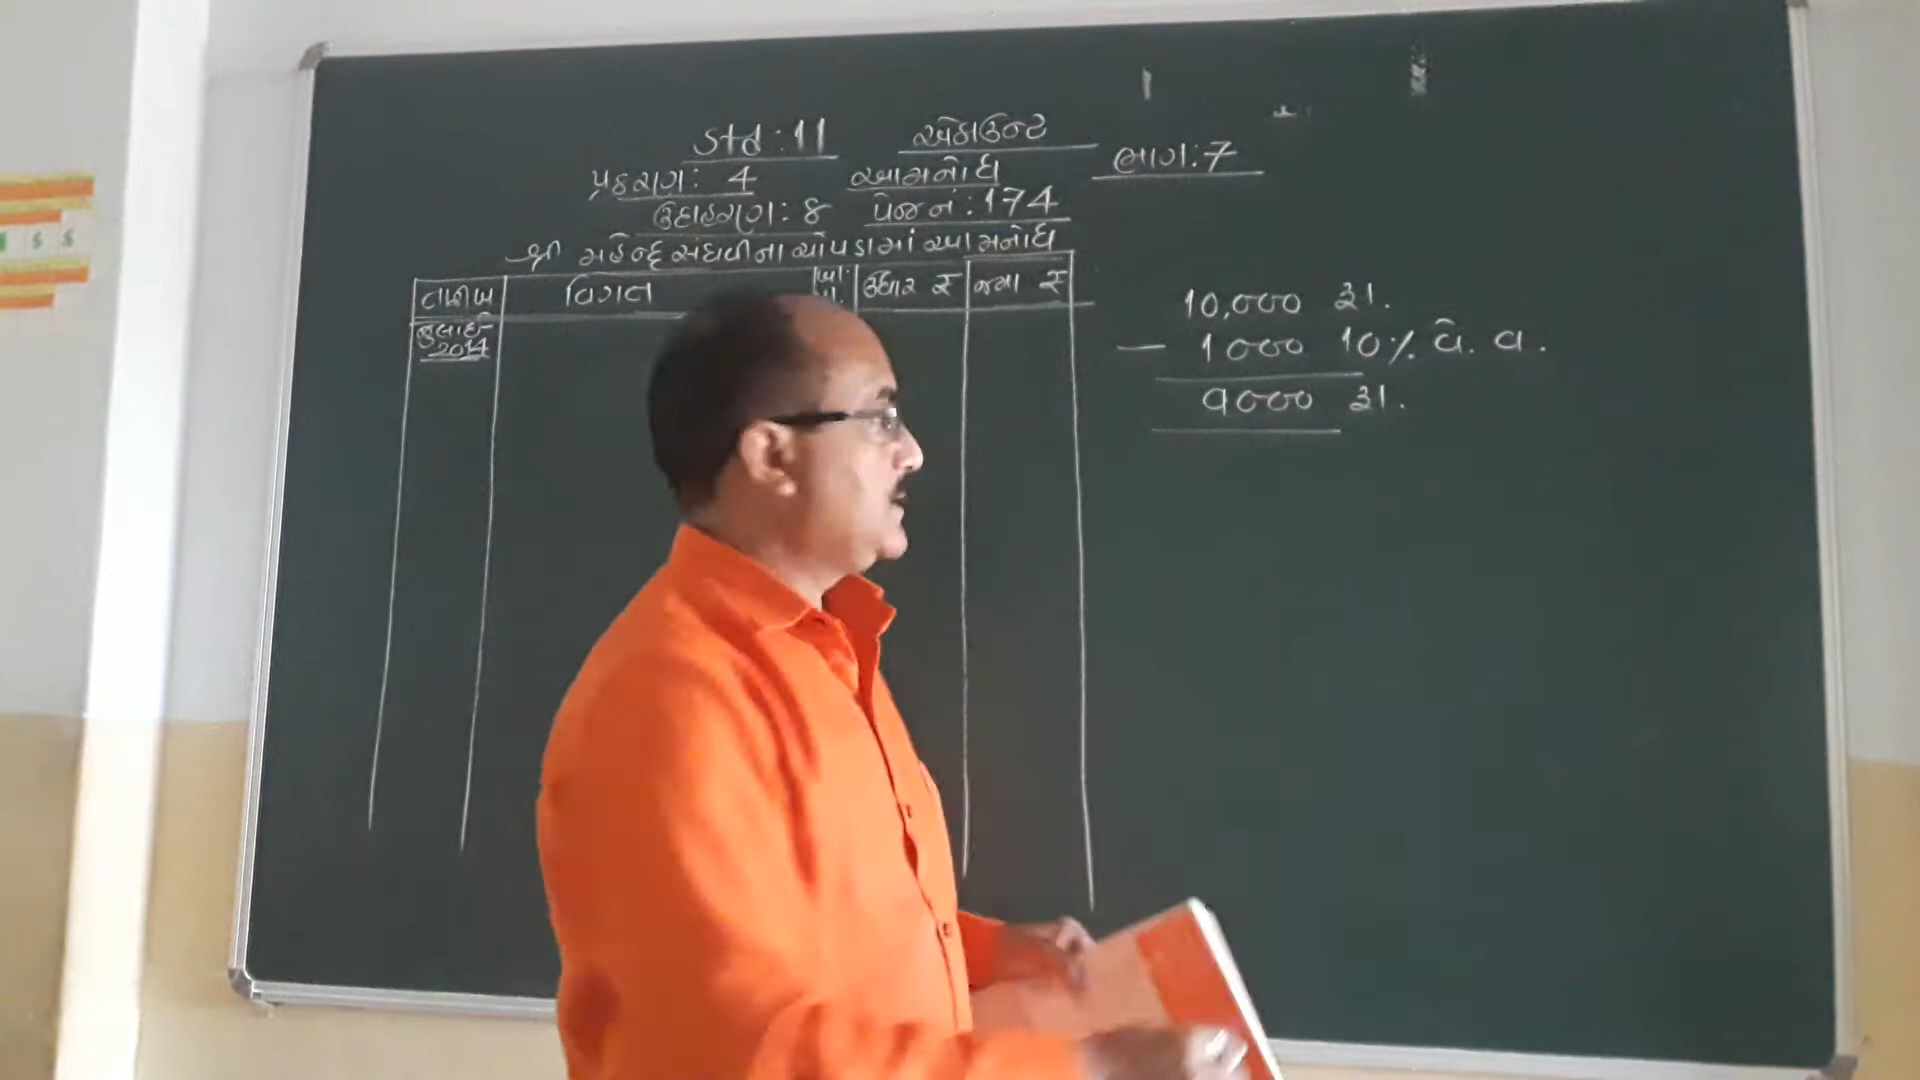 Std : 11 એકાઉન્ટ
ભાગ : 7
પ્રકરણ : 4 આમનોંધ
ઉદાહરણ : 8 પેજ નં : 174
શ્રી મહેન્દ્ર સંઘવીના ચોપડામાં આમનોંધ
તારીખ વિગત ખા. પા. ઉધાર ₹ જમા ₹
જુલાઈ-
2014
10,000 રૂા.
— 1000 10% વે. વ.
9000 રૂા.